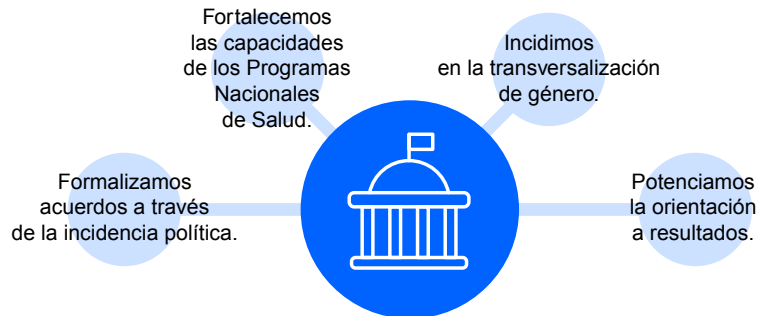 Fortalecemos
las capacidades
de los Programas
Nacionales
de Salud.
Incidimos
en la transversalización
de género.
Formalizamos
acuerdos a través
de la incidencia política.
Potenciamos
la orientación
a resultados.